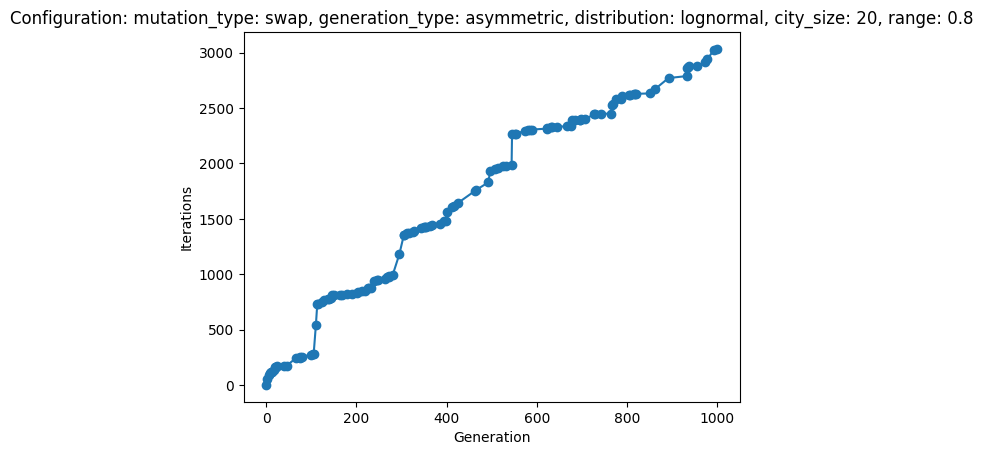 Configuration: mutation_type: swap, generation_type: asymmetric, distribution: lognormal, city_size: 20, range: 0.8
3000
2500
2000
1500
1000
500
0
Iterations
0 200 400 600 800 1000
Generation